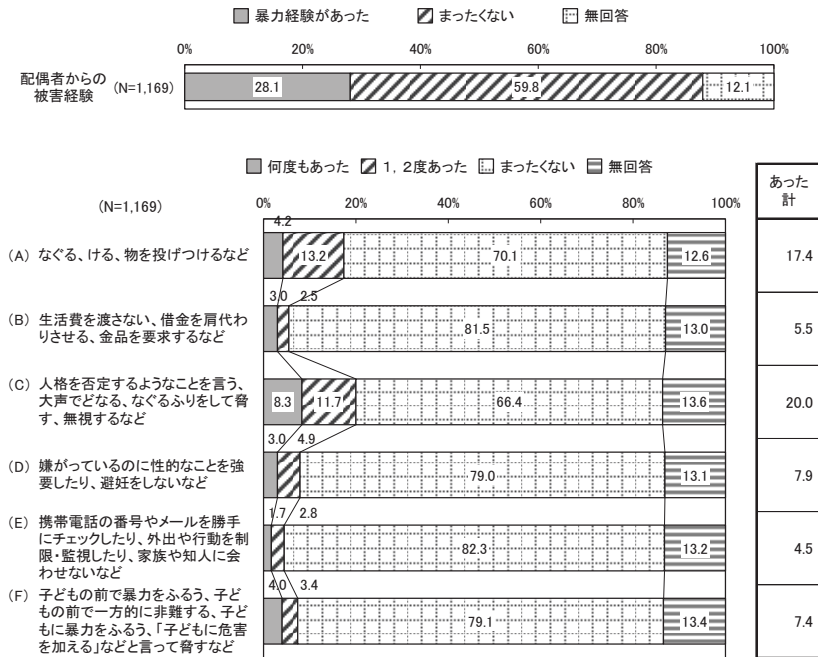 暴力経験があった まったくない 無回答
0% 20% 40% 60% 80% 100%
配偶者からの
被害経験
(N=1,169)
28.1 59.8 12.1
何度もあった 1，2度あった まったくない 無回答
あった
計
(N=1,169)
0% 20% 40% 60% 80% 100%
4.2
(A) なぐる、ける、物を投げつけるなど
13.2 70.1 12.6 17.4
3.0 2.5
(B) 生活費を渡さない、借金を肩代わ
りさせる、金品を要求するなど
81.5 13.0 5.5
(C) 人格を否定するようなことを言う、
大声でどなる、なぐるふりをして脅
す、無視するなど
8.3 11.7 66.4 13.6 20.0
3.0 4.9
(D) 嫌がっているのに性的なことを強
要したり、避妊をしないなど
79.0 13.1 7.9
1.7 2.8
(E) 携帯電話の番号やメールを勝手
にチェックしたり、外出や行動を制
限・監視したり、家族や知人に会
わせないなど
82.3 13.2 4.5
4.0 3.4
(F) 子どもの前で暴力をふるう、子ど
もの前で一方的に非難する、子ど
もに暴力をふるう、「子どもに危害
を加える」などと言って脅すなど
79.1 13.4 7.4